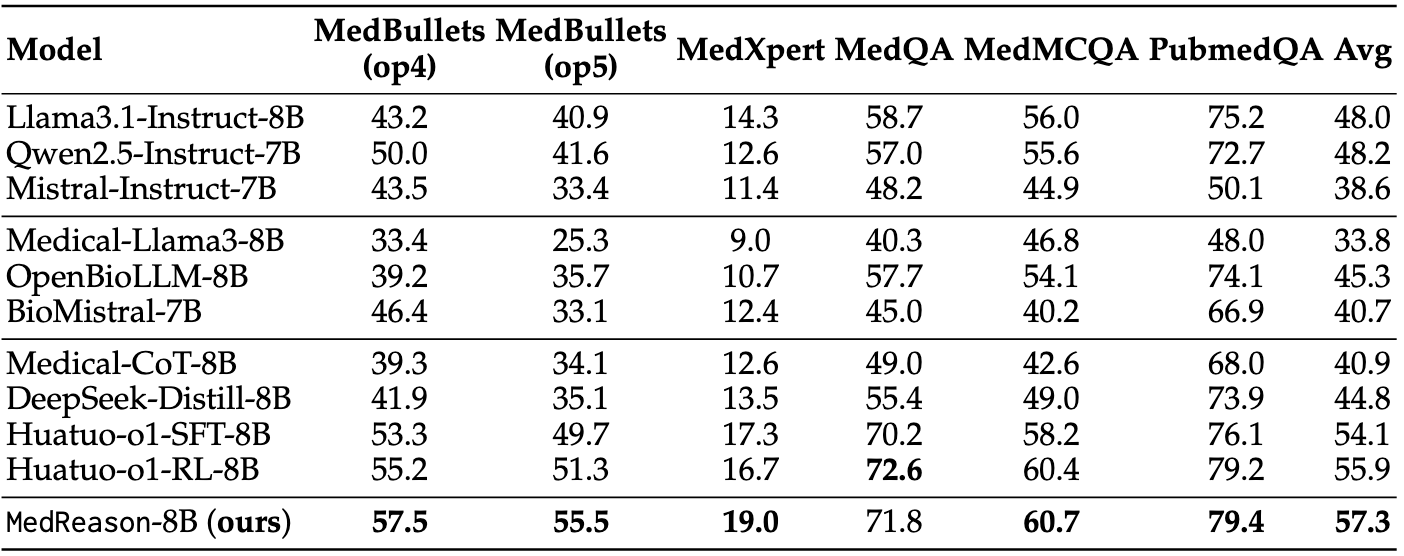 Model MedBullets (op4) MedBullets (op5) MedXpert MedQA MedMCQA PubmedQA Avg
Llama3.1-Instruct-8B 43.2 40.9 14.3 58.7 56.0 75.2 48.0
Qwen2.5-Instruct-7B 50.0 41.6 12.6 57.0 55.6 72.7 48.2
Mistral-Instruct-7B 43.5 33.4 11.4 48.2 44.9 50.1 38.6
Medical-Llama3-8B 33.4 25.3 9.0 40.3 46.8 48.0 33.8
OpenBioLLM-8B 39.2 35.7 10.7 57.7 54.1 74.1 45.3
BioMistral-7B 46.4 33.1 12.4 45.0 40.2 66.9 40.7
Medical-CoT-8B 39.3 34.1 12.6 49.0 42.6 68.0 40.9
DeepSeek-Distill-8B 41.9 35.1 13.5 55.4 49.0 73.9 44.8
Huatuo-o1-SFT-8B 53.3 49.7 17.3 70.2 58.2 76.1 54.1
Huatuo-o1-RL-8B 55.2 51.3 16.7 72.6 60.4 79.2 55.9
MedReason-8B (ours) 57.5 55.5 19.0 71.8 60.7 79.4 57.3